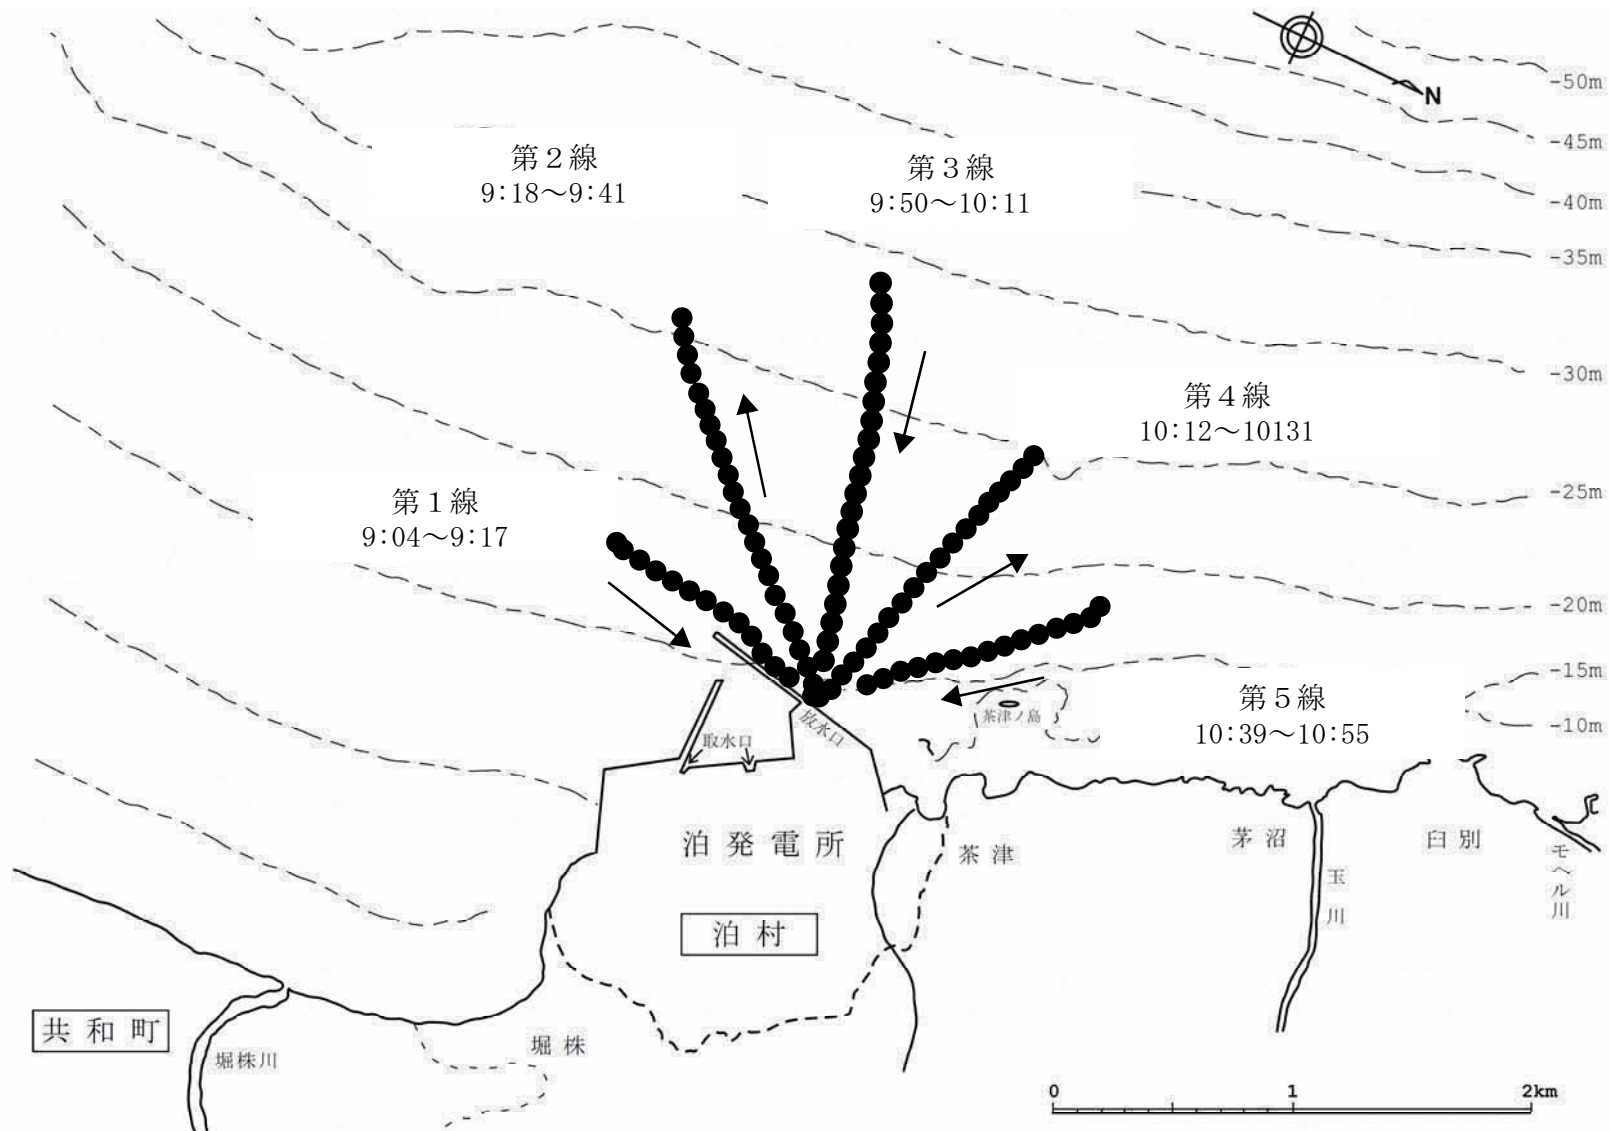 N
-50m
-45m
-40m
-35m
-30m
-25m
-20m
-15m
-10m
第2線
9:18～9:41
第3線
9:50～10:11
第4線
10:12～10131
第1線
9:04～9:17
第5線
10:39～10:55
茶津ノ島
放水口
取水口
泊発電所
泊村
茶津
茅沼
臼別
玉川
モヘル川
共和町
堀株川
堀株
0 1 2km